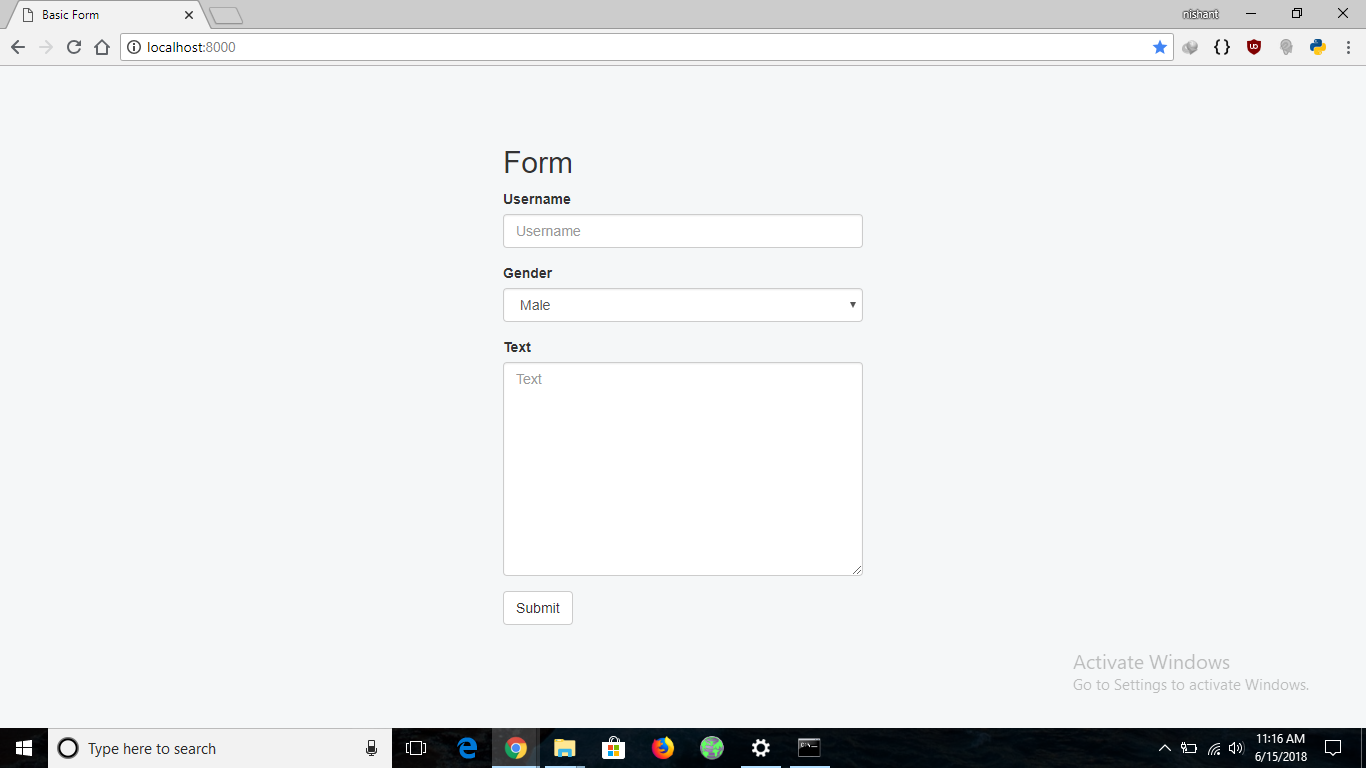 Basic Form
nishant
localhost:8000
Form
Username
Username
Gender
Male
Text
Text
Submit
Activate Windows
Go to Settings to activate Windows.
Type here to search
11:16 AM
6/15/2018